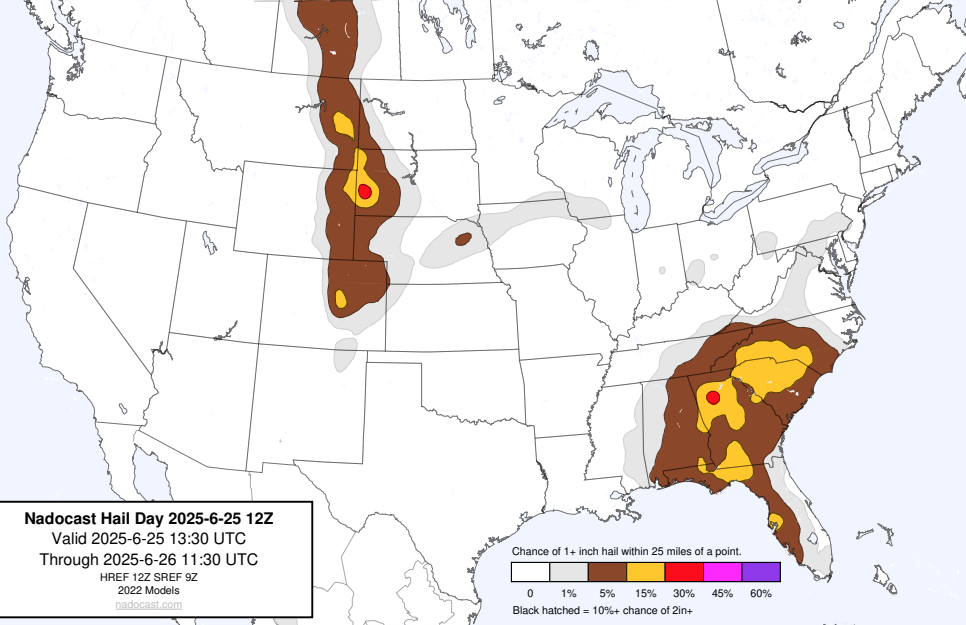 Nadocast Hail Day 2025-6-25 12Z
Valid 2025-6-25 13:30 UTC
Through 2025-6-26 11:30 UTC
HREF 12Z SREF 9Z
2022 Models
nadocast.com
Chance of 1+ inch hail within 25 miles of a point.
0 1% 5% 15% 30% 45% 60%
Black hatched = 10%+ chance of 2in+